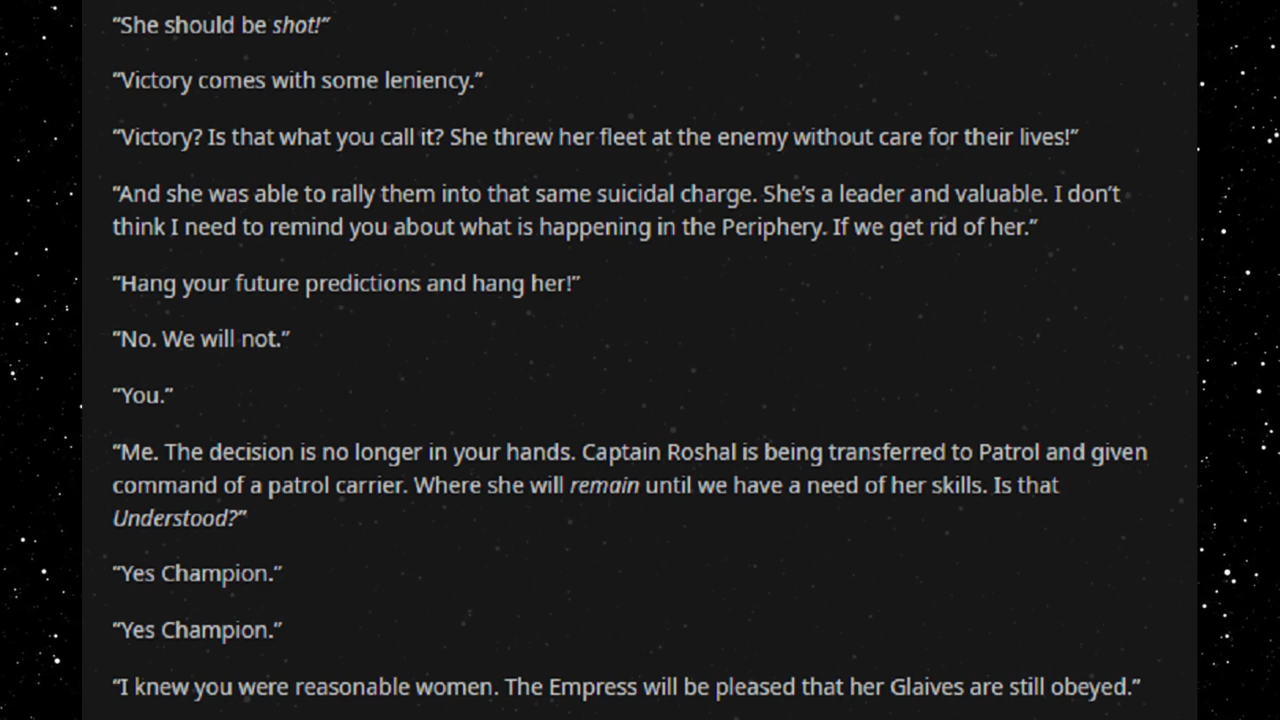 “She should be shot!”
“Victory comes with some leniency.”
“Victory? Is that what you call it? She threw her fleet at the enemy without care for their lives!”
“And she was able to rally them into that same suicidal charge. She’s a leader and valuable. I don’t
think I need to remind you about what is happening in the Periphery. If we get rid of her.”
“Hang your future predictions and hang her!”
“No. We will not.”
“You.”
“Me. The decision is no longer in your hands. Captain Roshal is being transferred to Patrol and given
command of a patrol carrier. Where she will remain until we have a need of her skills. Is that
Understood?”
“Yes Champion.”
“Yes Champion.”
“I knew you were reasonable women. The Empress will be pleased that her Glaives are still obeyed.”